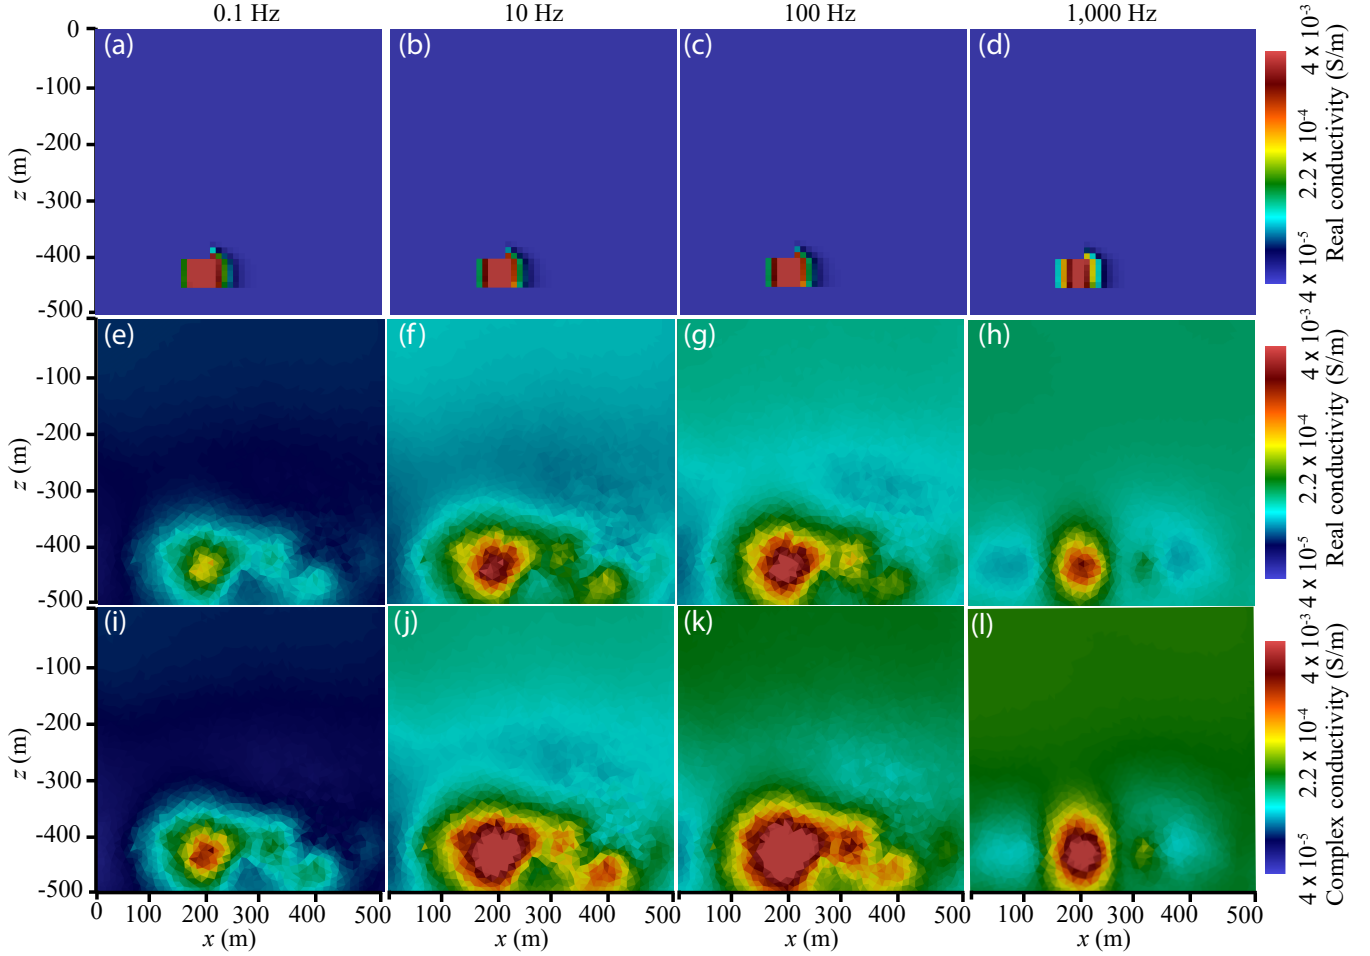 0.1 Hz 10 Hz 100 Hz 1,000 Hz
(a) (b) (c) (d)
0
-100
-200
-300
-400
-500
z (m)
4 x 10-5 2.2 x 10-4 4 x 10-3
Real conductivity (S/m)
(e) (f) (g) (h)
-100
-200
-300
-400
-500
z (m)
4 x 10-5 2.2 x 10-4 4 x 10-3
Real conductivity (S/m)
(i) (j) (k) (l)
-100
-200
-300
-400
-500
z (m)
4 x 10-5 2.2 x 10-4 4 x 10-3
Complex conductivity (S/m)
0 100 200 300 400 500 100 200 300 400 500 100 200 300 400 500 100 200 300 400 500
x (m) x (m) x (m) x (m)